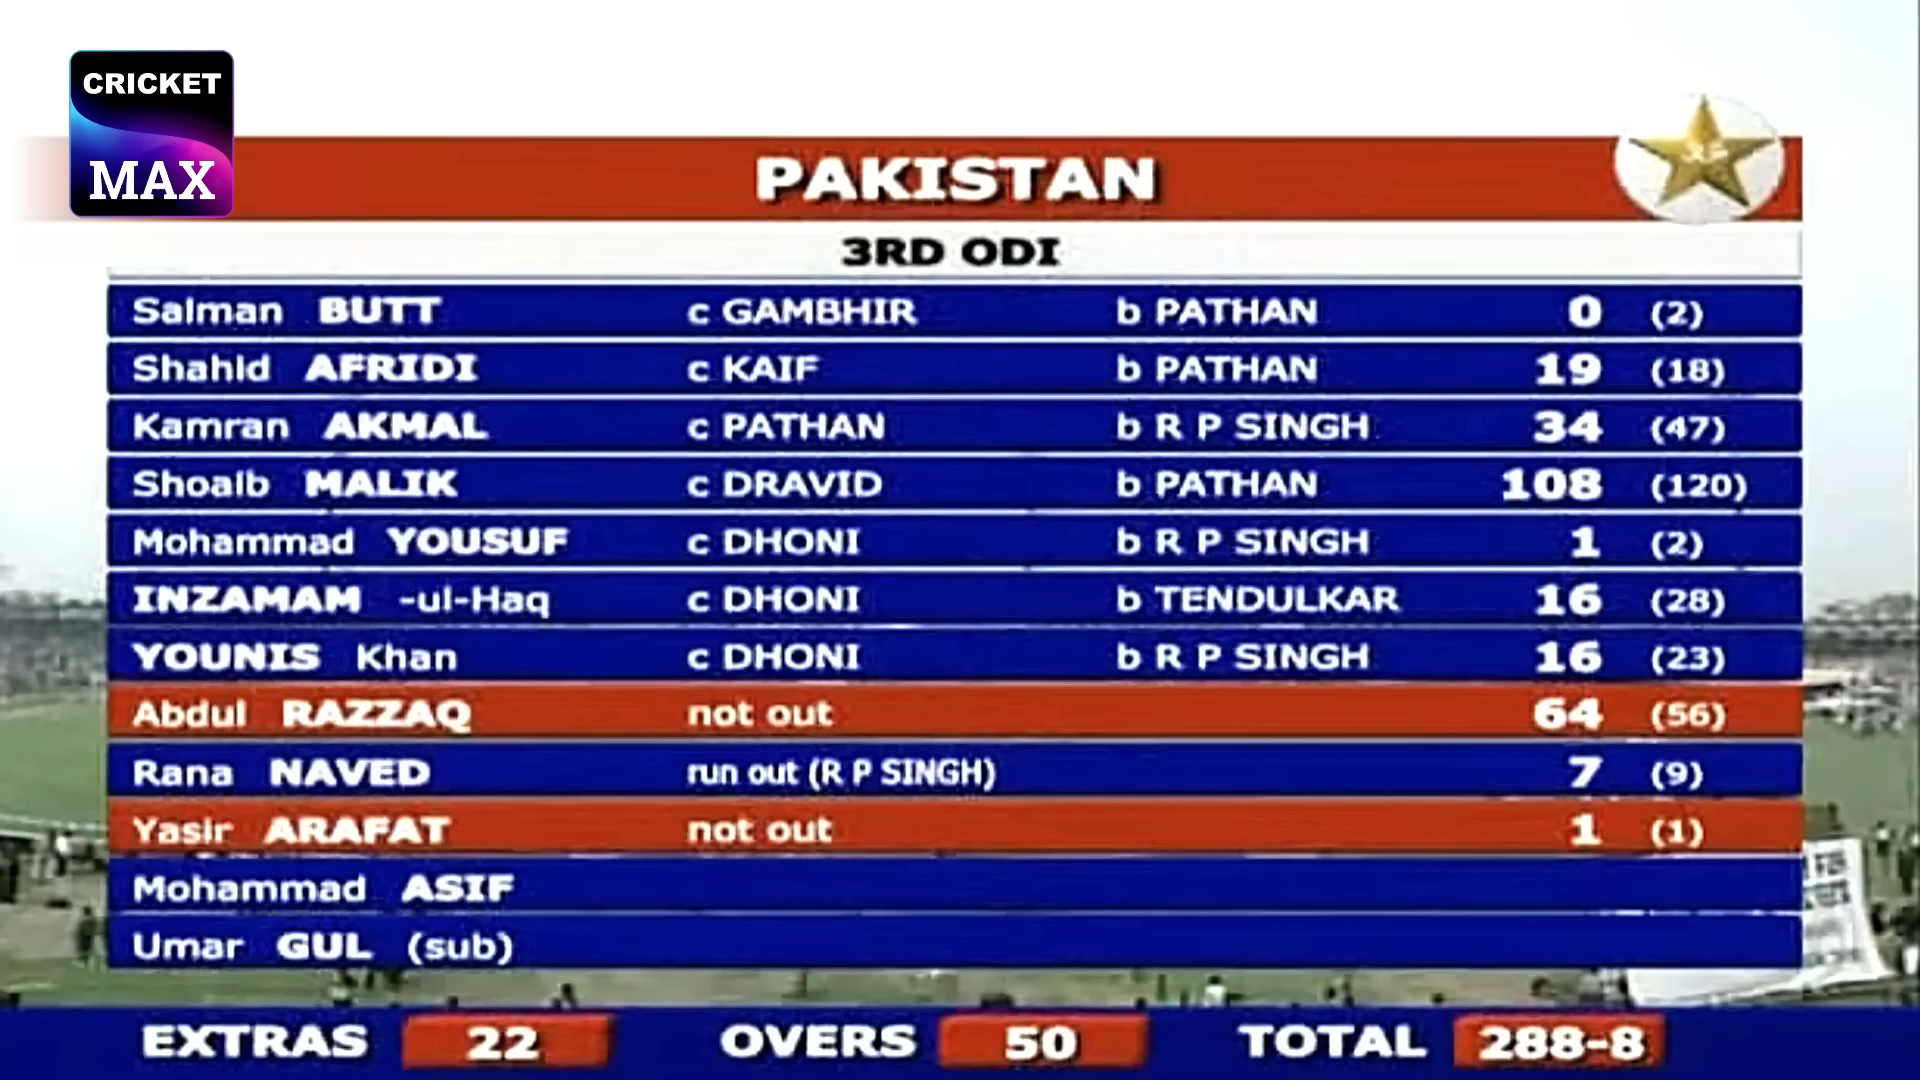 CRICKET
MAX
PAKISTAN
3RD ODI
Salman BUTT c GAMBHIR b PATHAN 0 (2)
Shahid AFRIDI c KAIF b PATHAN 19 (18)
Kamran AKMAL c PATHAN b R P SINGH 34 (47)
Shoaib MALIK c DRAVID b PATHAN 108 (120)
Mohammad YOUSUF c DHONI b R P SINGH 1 (2)
INZAMAM -ul-Haq c DHONI b TENDULKAR 16 (28)
YOUNIS Khan c DHONI b R P SINGH 16 (23)
Abdul RAZZAQ not out 64 (56)
Rana NAVED run out (R P SINGH) 7 (9)
Yasir ARAFAT not out 1 (1)
Mohammad ASIF
Umar GUL (sub)
EXTRAS 22 OVERS 50 TOTAL 288-8